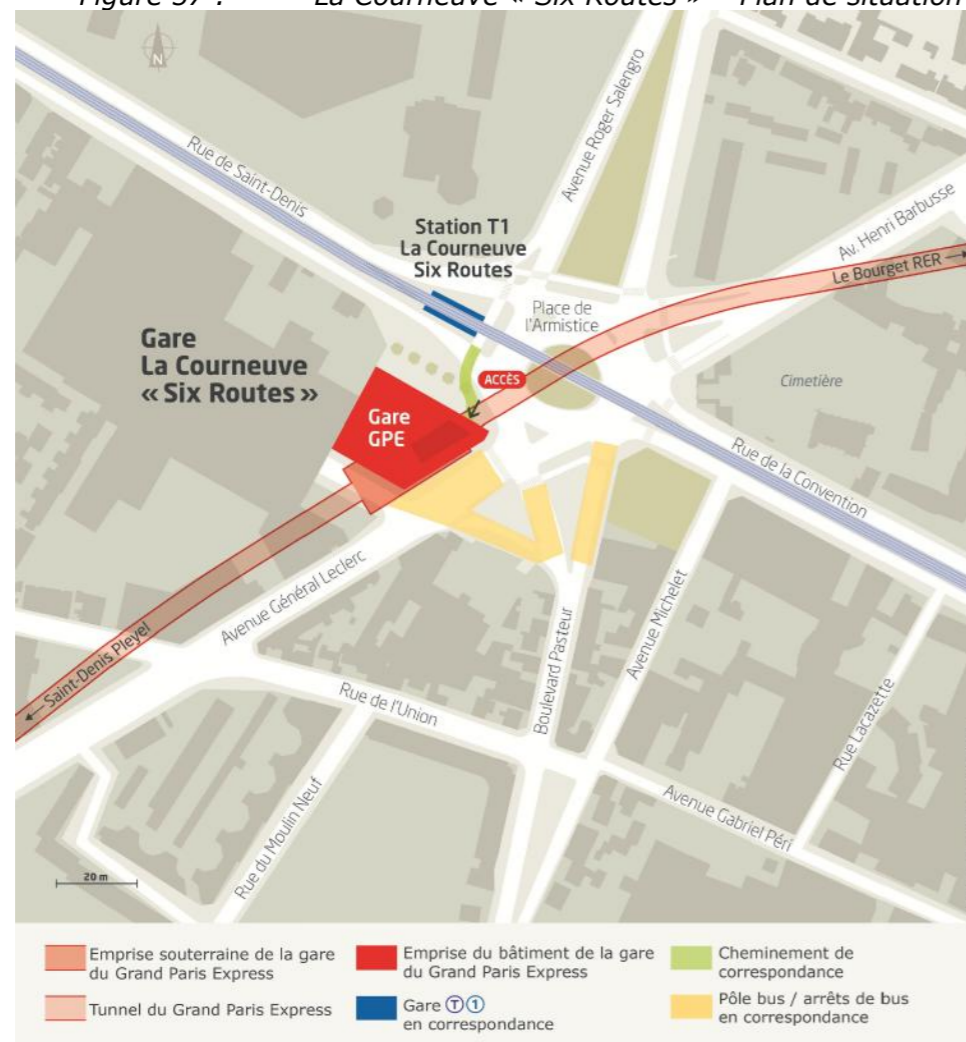 Figure 37 : La Courneuve « Six Routes » – Plan de situation
N
Rue de Saint-Denis
Avenue Roger Salengro
Av. Henri Barbusse
Le Bourget RER →
Station T1
La Courneuve
Six Routes
Place de
l'Armistice
Gare
La Courneuve
« Six Routes »
ACCÈS
Cimetière
Gare
GPE
Rue de la Convention
Avenue Général Leclerc
← Saint-Denis Pleyel
Boulevard Pasteur
Avenue Michelet
Rue Lacazette
Rue de l'Union
Rue du Moulin Neuf
Avenue Gabriel Péri
20 m
Emprise souterraine de la gare
du Grand Paris Express
Tunnel du Grand Paris Express
Emprise du bâtiment de la gare
du Grand Paris Express
Gare T 1
en correspondance
Cheminement de
correspondance
Pôle bus / arrêts de bus
en correspondance